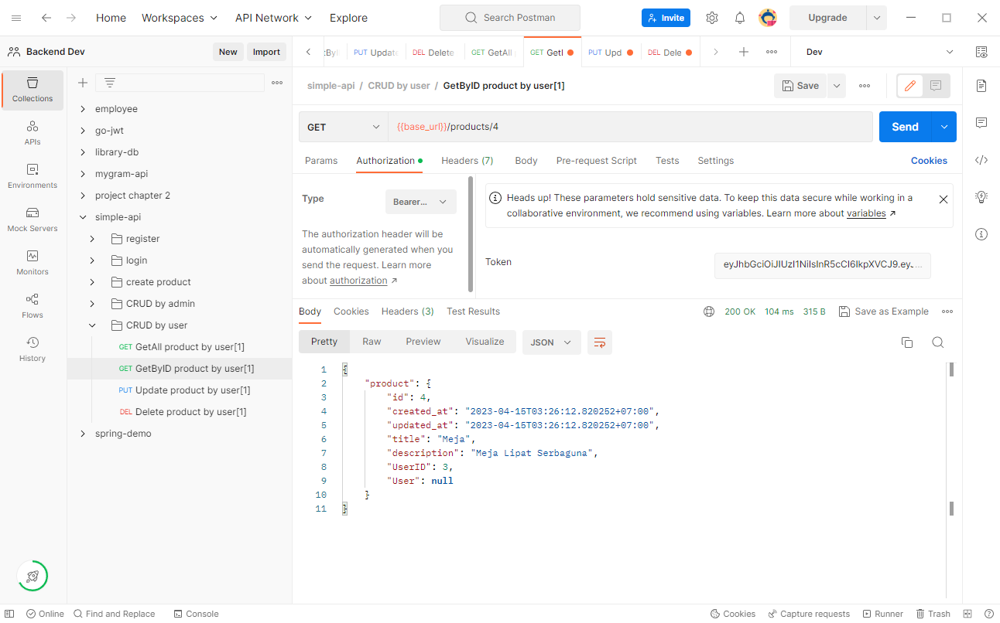 Home Workspaces API Network Explore Search Postman Invite Upgrade
Backend Dev New Import
PUT Update DEL Delete GET GetAll GET GetI PUT Upd DEL Dele Dev
Collections
APIs
Environments
Mock Servers
Monitors
Flows
History
employee
go-jwt
library-db
mygram-api
project chapter 2
simple-api
register
login
create product
CRUD by admin
CRUD by user
GET GetAll product by user[1]
GET GetByID product by user[1]
PUT Update product by user[1]
DEL Delete product by user[1]
spring-demo
simple-api / CRUD by user / GetByID product by user[1] Save
GET {{base_url}}/products/4 Send
Params Authorization Headers (7) Body Pre-request Script Tests Settings Cookies
Type Bearer...
The authorization header will be
automatically generated when you
send the request. Learn more
about authorization ↗
Heads up! These parameters hold sensitive data. To keep this data secure while working in a
collaborative environment, we recommend using variables. Learn more about variables ↗
Token
Body Cookies Headers (3) Test Results 200 OK 104 ms 315 B Save as Example
Pretty Raw Preview Visualize JSON
1 {
2 "product": {
3 "id": 4,
4 "created_at": "2023-04-15T03:26:12.820252+07:00",
5 "updated_at": "2023-04-15T03:26:12.820252+07:00",
6 "title": "Meja",
7 "description": "Meja Lipat Serbaguna",
8 "UserID": 3,
9 "User": null
10 }
11 }
Online Find and Replace Console Cookies Capture requests Runner Trash